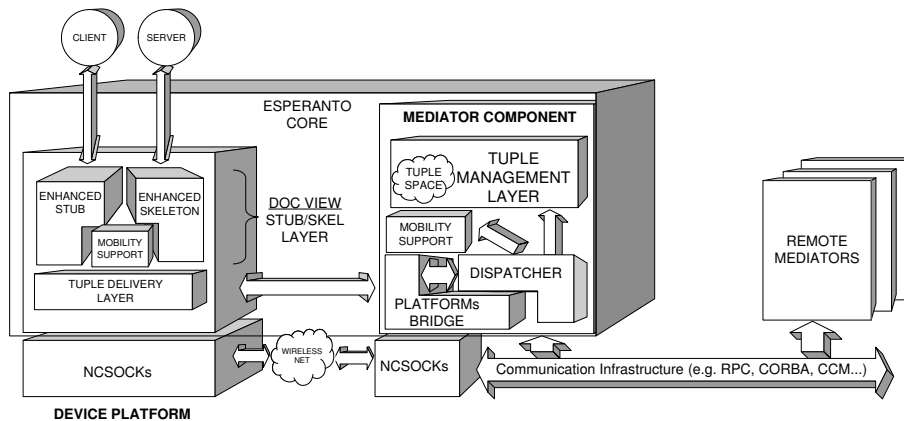 CLIENT
SERVER
ESPERANTO
CORE
MEDIATOR COMPONENT
TUPLE
SPACE
TUPLE
MANAGEMENT
LAYER
ENHANCED
STUB
ENHANCED
SKELETON
MOBILITY
SUPPORT
TUPLE DELIVERY
LAYER
DOC VIEW
STUB/SKEL
LAYER
MOBILITY
SUPPORT
DISPATCHER
PLATFORMs
BRIDGE
REMOTE
MEDIATORS
NCSOCKs
WIRELESS
NET
NCSOCKs
Communication Infrastructure (e.g. RPC, CORBA, CCM...)
DEVICE PLATFORM